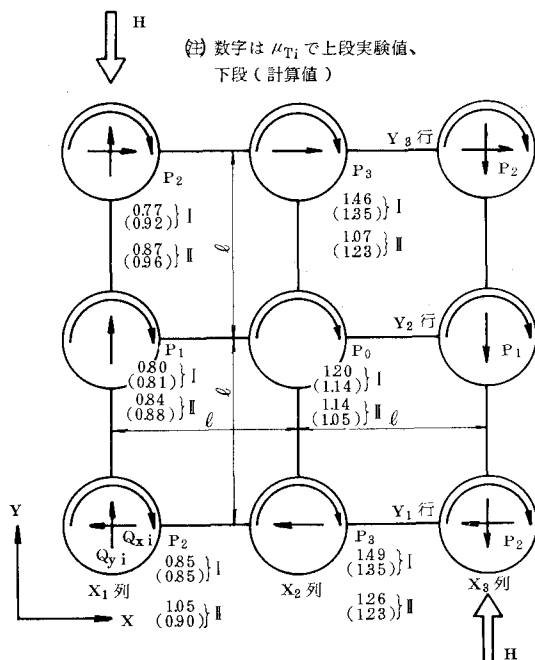 H
(注) 数字は μTi で上段実験値、
下段(計算値)
Y3 行
P2
P3
P2
0.77
(0.92) } I
0.87
(0.96) } II
1.46
(1.35) } I
1.07
(1.23) } II
ℓ
Y2 行
P1
P0
P1
0.80
(0.81) } I
0.84
(0.88) } II
1.20
(1.14) } I
1.14
(1.05) } II
ℓ
ℓ
ℓ
Y1 行
Qxi
Qyi
P2
P3
P2
0.85
(0.85) } I
1.05
(0.90) } II
1.49
(1.35) } I
1.26
(1.23) } II
X1 列
X2 列
X3 列
Y
X
H